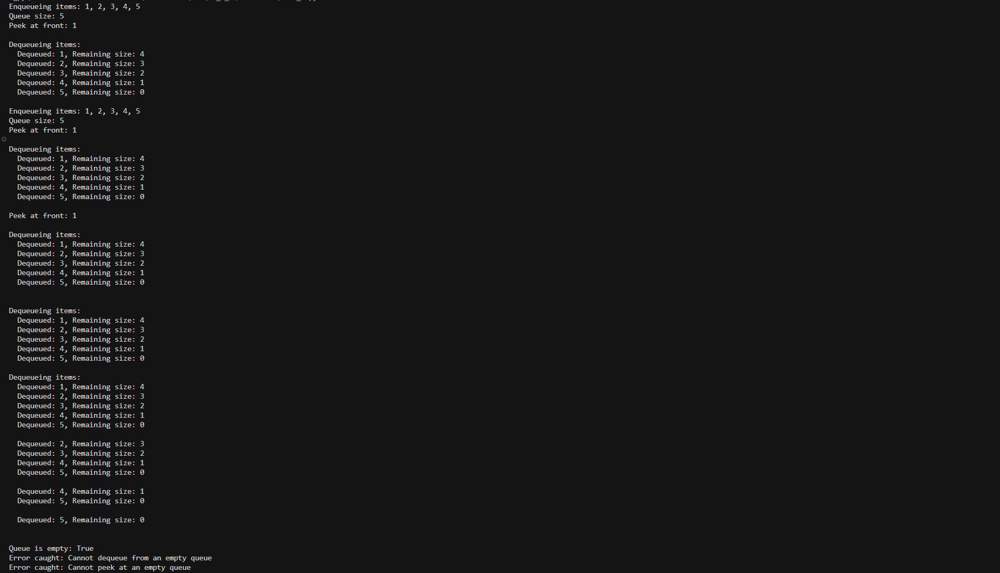 Enqueueing items: 1, 2, 3, 4, 5
Queue size: 5
Peek at front: 1
Dequeueing items:
Dequeued: 1, Remaining size: 4
Dequeued: 2, Remaining size: 3
Dequeued: 3, Remaining size: 2
Dequeued: 4, Remaining size: 1
Dequeued: 5, Remaining size: 0
Enqueueing items: 1, 2, 3, 4, 5
Queue size: 5
Peek at front: 1
Dequeueing items:
Dequeued: 1, Remaining size: 4
Dequeued: 2, Remaining size: 3
Dequeued: 3, Remaining size: 2
Dequeued: 4, Remaining size: 1
Dequeued: 5, Remaining size: 0
Peek at front: 1
Dequeueing items:
Dequeued: 1, Remaining size: 4
Dequeued: 2, Remaining size: 3
Dequeued: 3, Remaining size: 2
Dequeued: 4, Remaining size: 1
Dequeued: 5, Remaining size: 0
Dequeueing items:
Dequeued: 1, Remaining size: 4
Dequeued: 2, Remaining size: 3
Dequeued: 3, Remaining size: 2
Dequeued: 4, Remaining size: 1
Dequeued: 5, Remaining size: 0
Dequeueing items:
Dequeued: 1, Remaining size: 4
Dequeued: 2, Remaining size: 3
Dequeued: 3, Remaining size: 2
Dequeued: 4, Remaining size: 1
Dequeued: 5, Remaining size: 0
Dequeued: 2, Remaining size: 3
Dequeued: 3, Remaining size: 2
Dequeued: 4, Remaining size: 1
Dequeued: 5, Remaining size: 0
Dequeued: 4, Remaining size: 1
Dequeued: 5, Remaining size: 0
Dequeued: 5, Remaining size: 0
Queue is empty: True
Error caught: Cannot dequeue from an empty queue
Error caught: Cannot peek at an empty queue